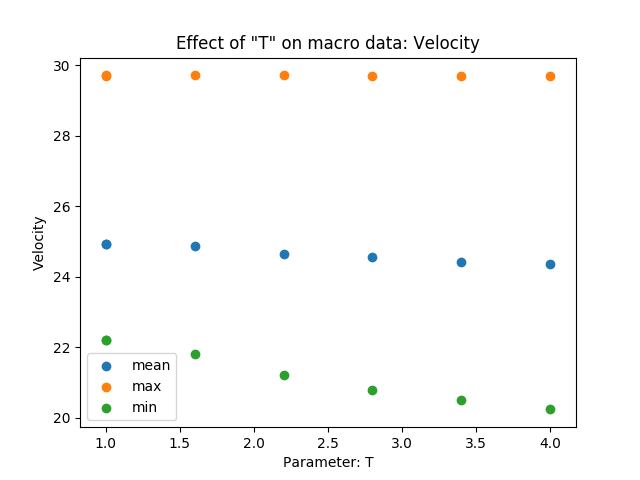 Effect of "T" on macro data: Velocity
30
28
26
24
22
20
Velocity
mean
max
min
1.0 1.5 2.0 2.5 3.0 3.5 4.0
Parameter: T